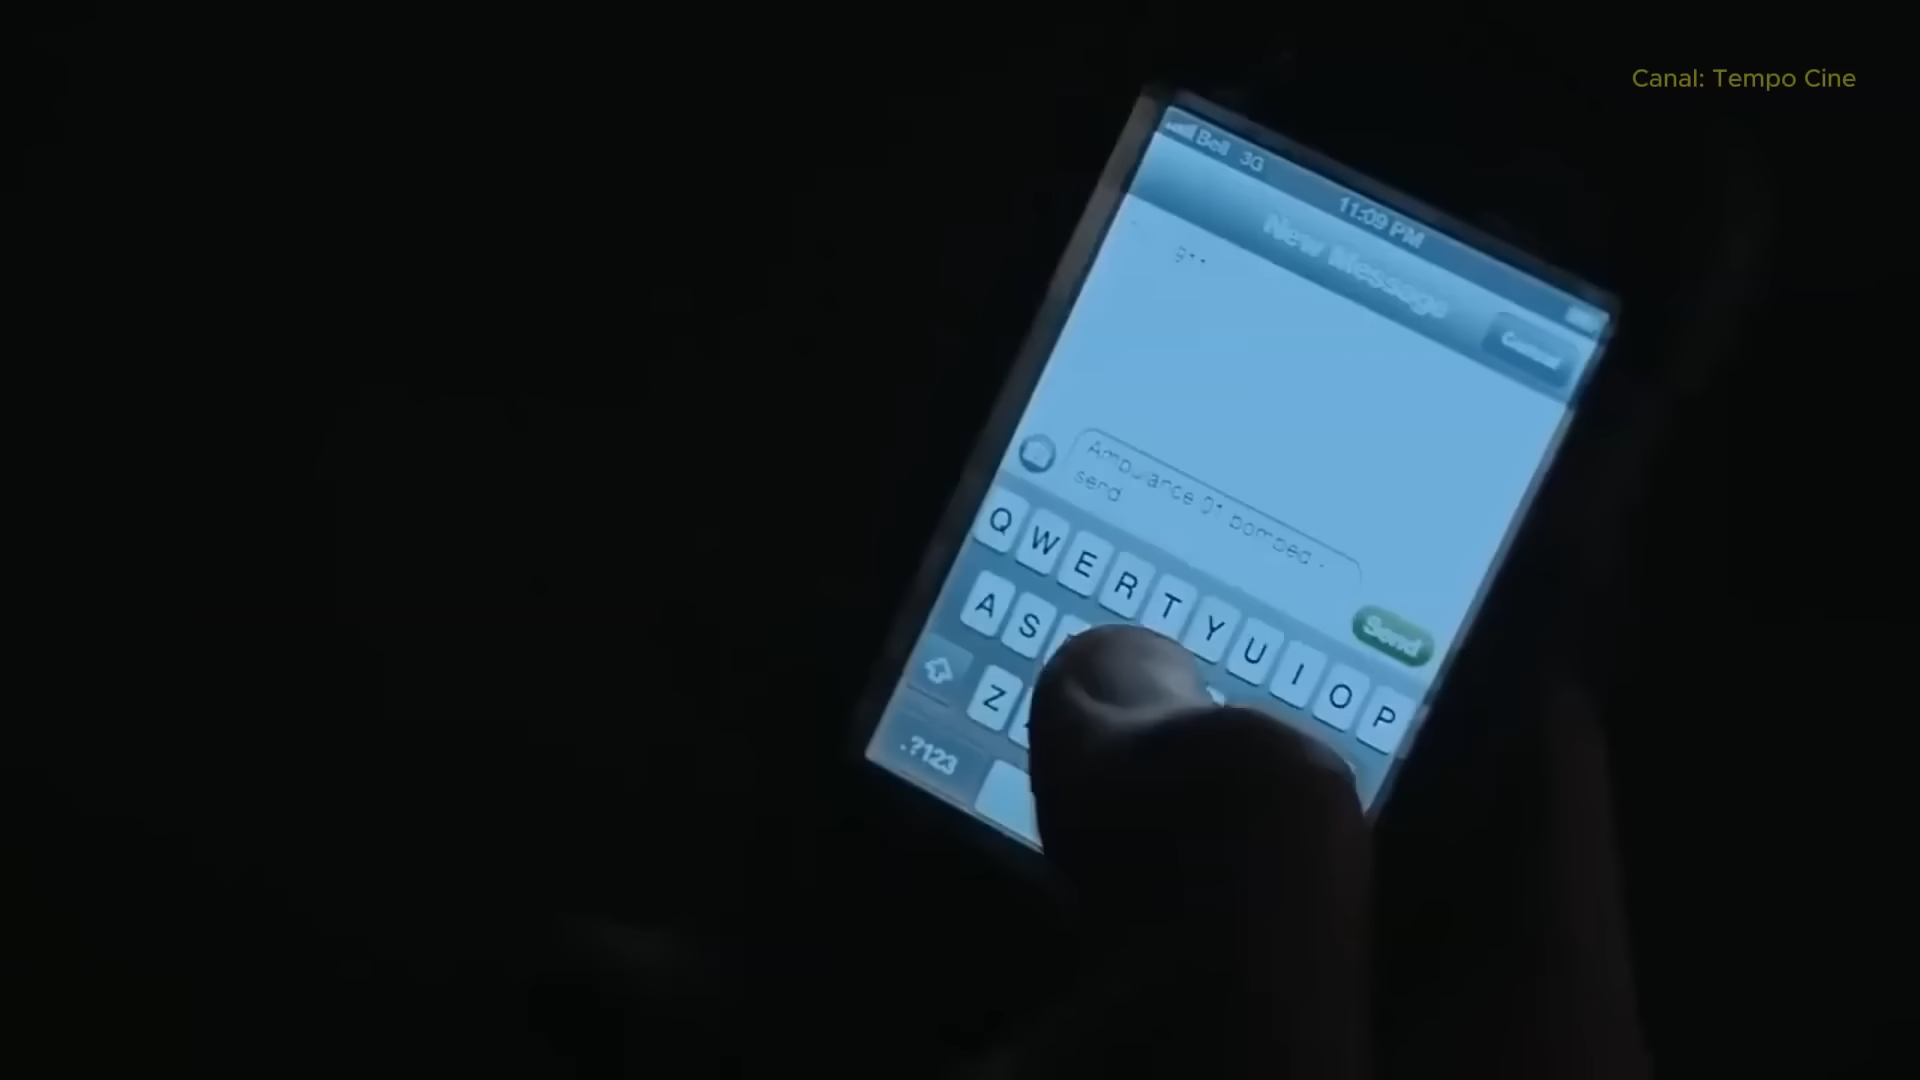 Canal: Tempo Cine
Bell 3G
11:09 PM
New Message
Cancel
911
Ambulance 91 bombed -
send
Send
Q W E R T Y U I O P
A S
Z
.?123